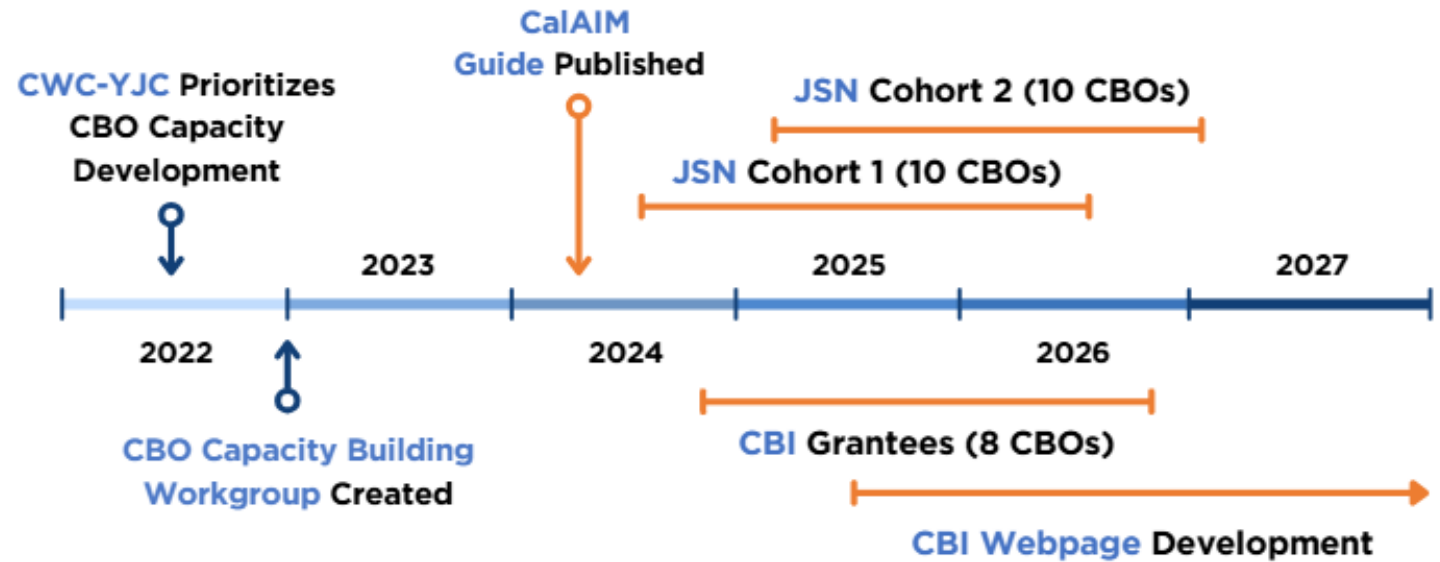 CalAIM
Guide Published
CWC-YJC Prioritizes
CBO Capacity
Development
JSN Cohort 2 (10 CBOs)
JSN Cohort 1 (10 CBOs)
2023
2025
2027
2022
2024
2026
CBO Capacity Building
Workgroup Created
CBI Grantees (8 CBOs)
CBI Webpage Development